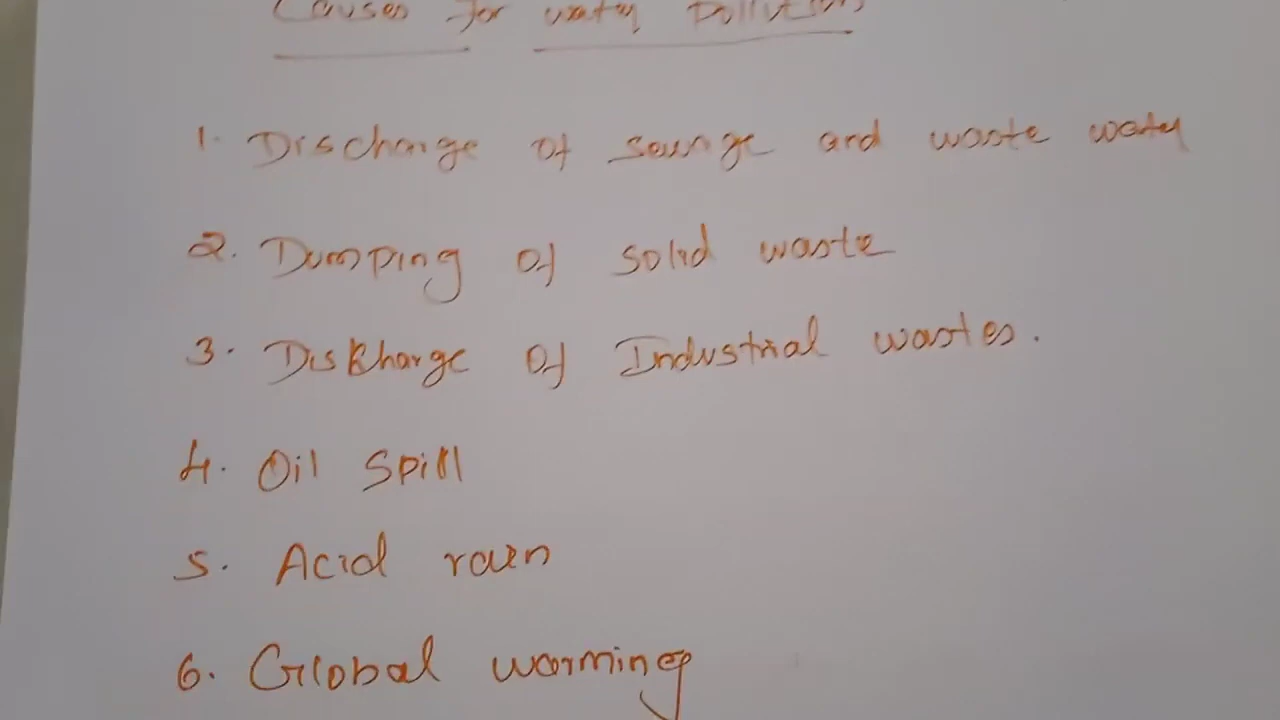 Causes for water Pollution
1. Discharge of sewage and waste water
2. Dumping of solid waste
3. Discharge of Industrial wastes.
4. Oil Spill
5. Acid rain
6. Global warming